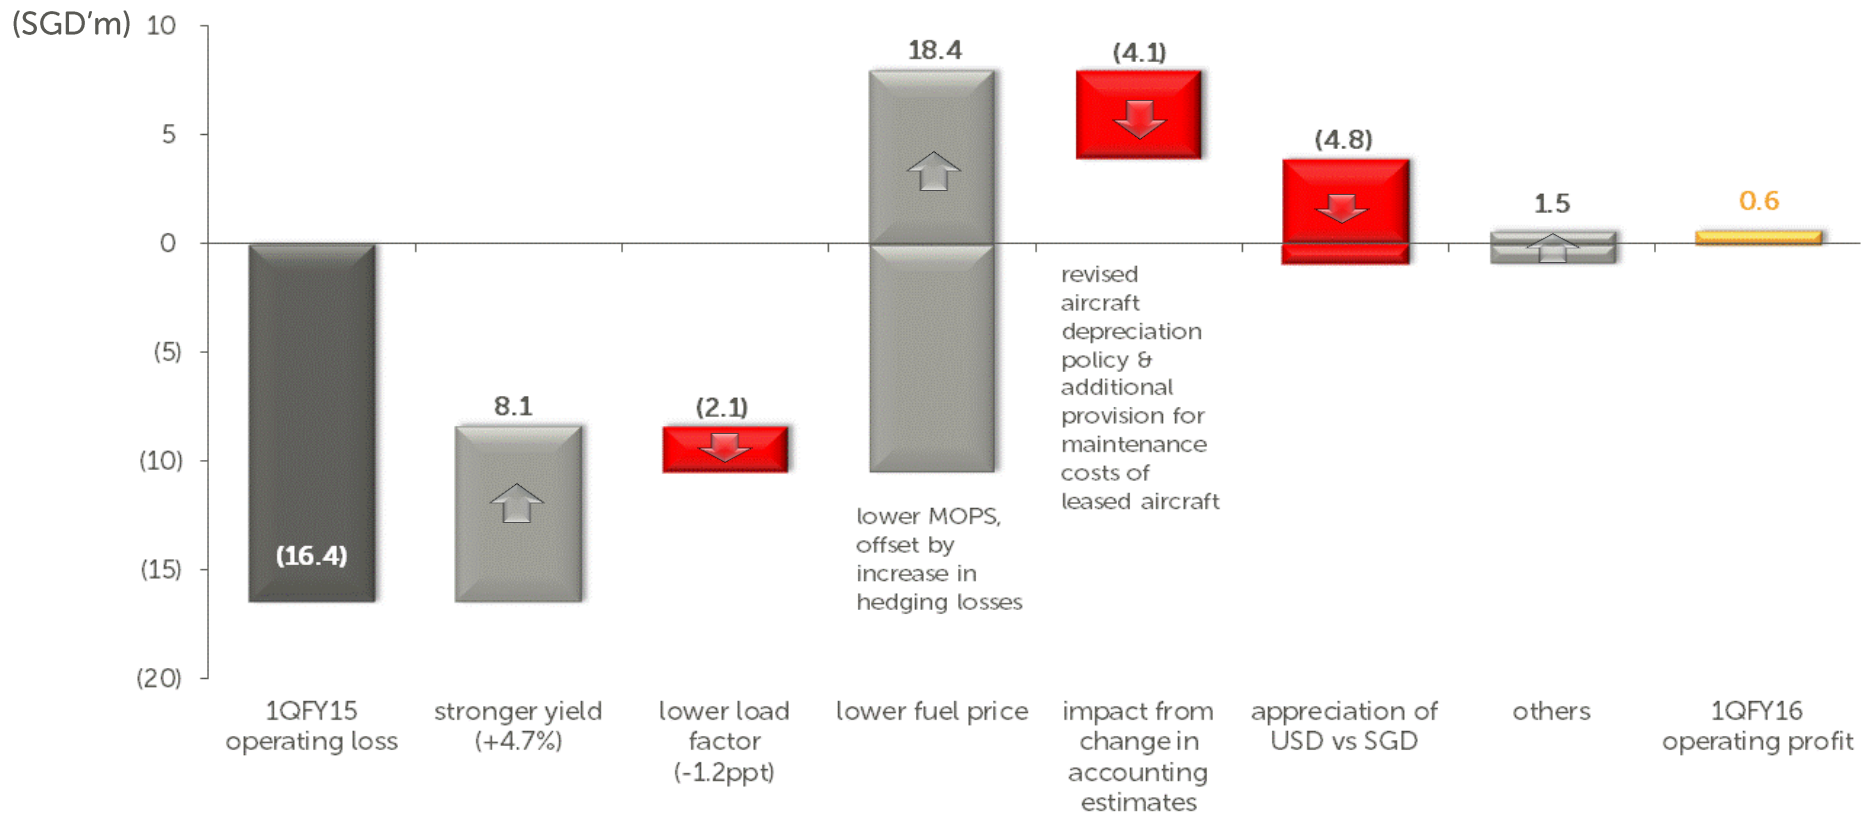 (SGD'm)
10
5
0
(5)
(10)
(15)
(20)
(16.4)
8.1
(2.1)
18.4
(4.1)
(4.8)
1.5
0.6
lower MOPS,
offset by
increase in
hedging losses
revised
aircraft
depreciation
policy &
additional
provision for
maintenance
costs of
leased aircraft
1QFY15
operating loss
stronger yield
(+4.7%)
lower load
factor
(-1.2ppt)
lower fuel price
impact from
change in
accounting
estimates
appreciation of
USD vs SGD
others
1QFY16
operating profit